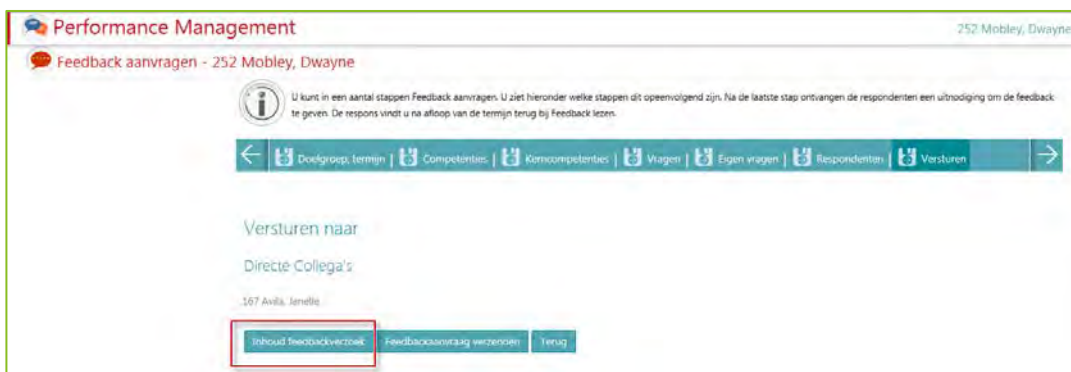 Performance Management
252 Mobley, Dwayne
Feedback aanvragen - 252 Mobley, Dwayne
U kunt in een aantal stappen Feedback aanvragen. U ziet hieronder welke stappen dit opeenvolgend zijn. Na de laatste stap ontvangen de respondenten een uitnodiging om de feedback
te geven. De respons vindt u na afloop van de termijn terug bij Feedback lezen.
Doelgroep, termijn | Competenties | Kerncompetenties | Vragen | Eigen vragen | Respondenten | Versturen
Versturen naar
Directe Collega's
167 Avila, Jenelle
Inhoud feedbackverzoek Feedbackaanvraag verzenden Terug